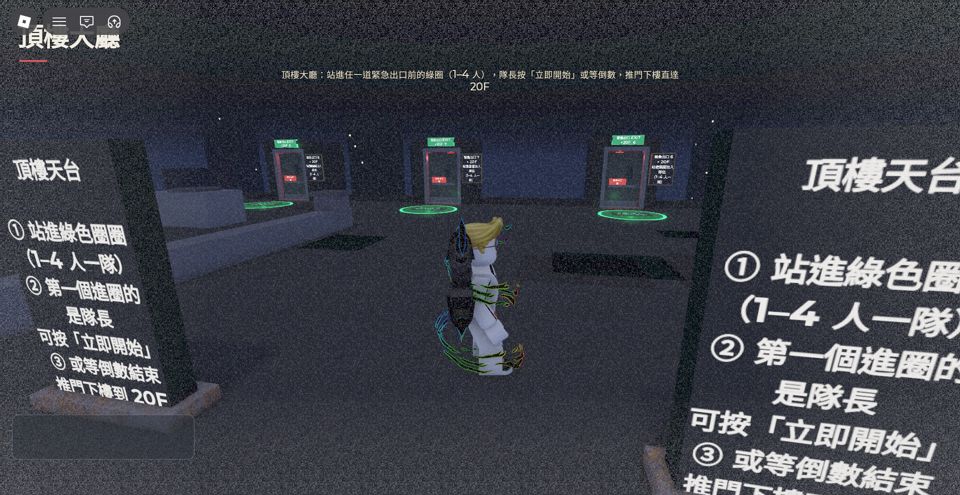 頂樓大廳
頂樓大廳：站進任一道緊急出口前的綠圈（1–4 人），隊長按「立即開始」或等倒數，推門下樓直達
20F
頂樓天台
① 站進綠色圈圈
（1–4 人一隊）
② 第一個進圈的
是隊長
可按「立即開始」
③ 或等倒數結束
推門下樓到 20F
頂樓天台
① 站進綠色圈
（1–4 人一隊）
② 第一個進圈的
是隊長
可按「立即開始」
③ 或等倒數結束
推門下樓